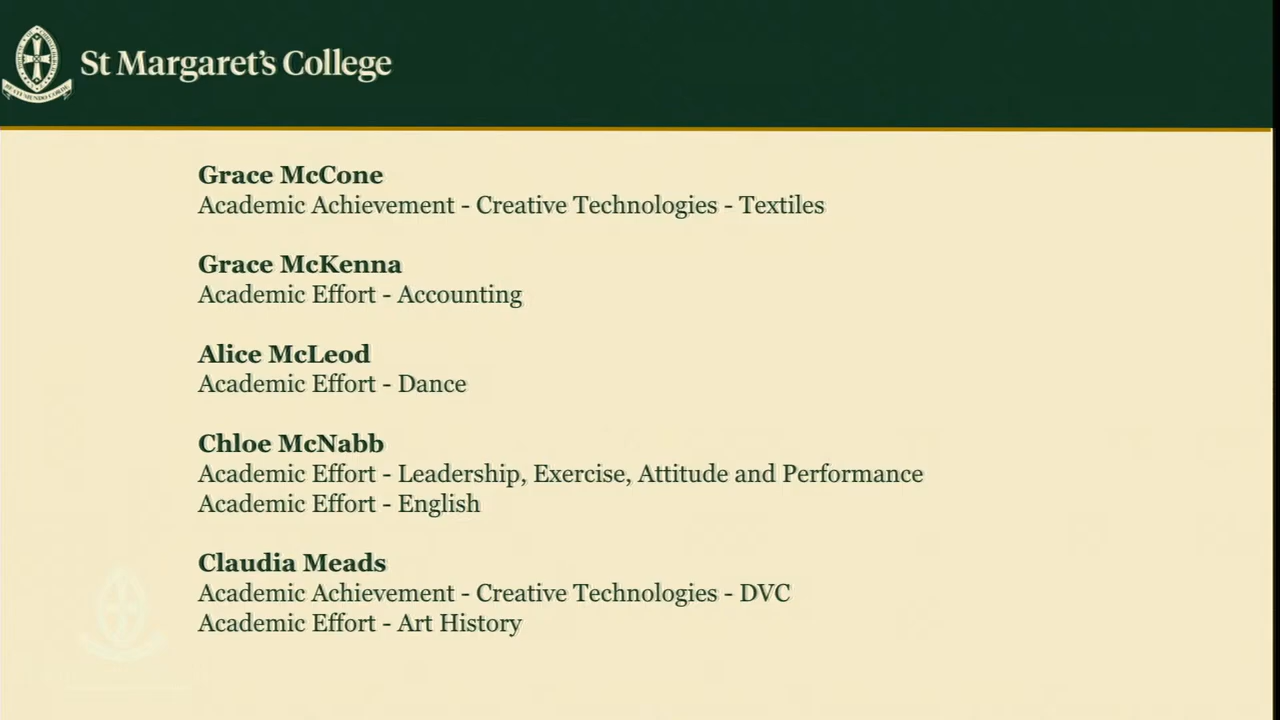 St Margaret's College
Grace McCone
Academic Achievement - Creative Technologies - Textiles
Grace McKenna
Academic Effort - Accounting
Alice McLeod
Academic Effort - Dance
Chloe McNabb
Academic Effort - Leadership, Exercise, Attitude and Performance
Academic Effort - English
Claudia Meads
Academic Achievement - Creative Technologies - DVC
Academic Effort - Art History